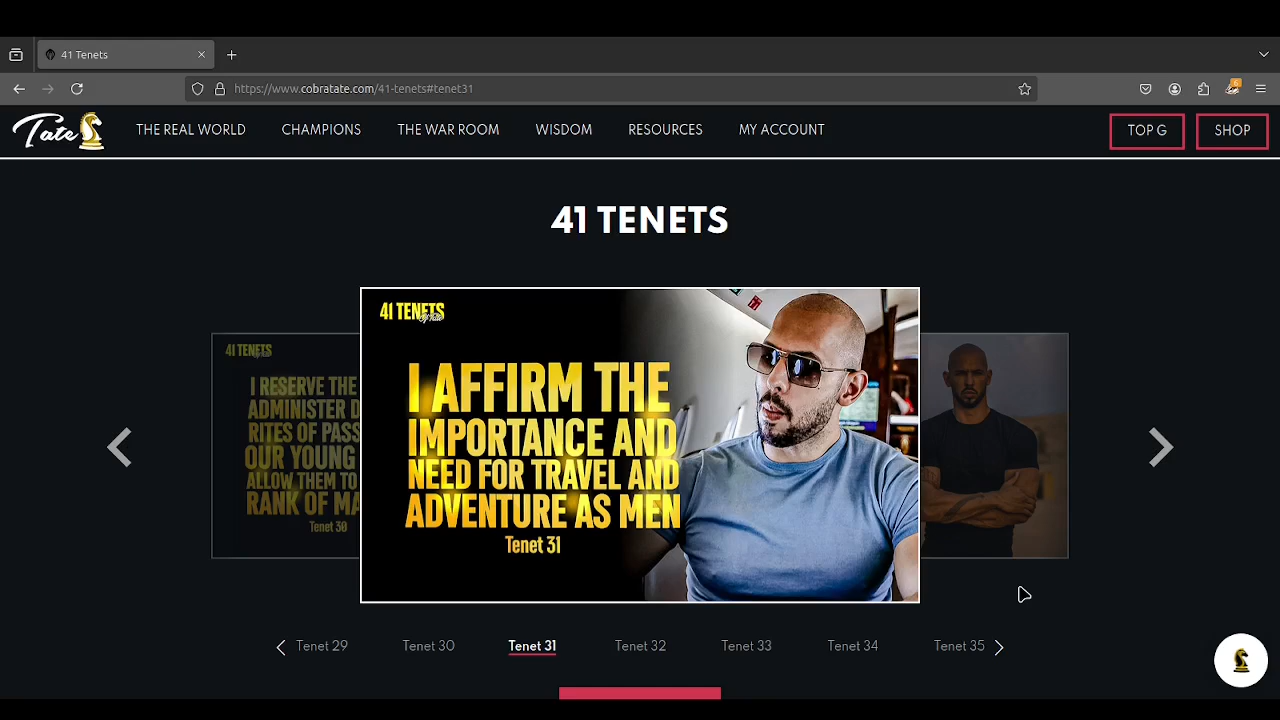 41 Tenets
https://www.cobratate.com/41-tenets#tenet31
6
Tate
THE REAL WORLD
CHAMPIONS
THE WAR ROOM
WISDOM
RESOURCES
MY ACCOUNT
TOP G
SHOP
41 TENETS
41 TENETS
I RESERVE THE
ADMINISTER D
RITES OF PASS
OUR YOUNG
ALLOW THEM TO
RANK OF MA
Tenet 30
41 TENETS
By Tate
I AFFIRM THE
IMPORTANCE AND
NEED FOR TRAVEL AND
ADVENTURE AS MEN
Tenet 31
Tenet 29
Tenet 30
Tenet 31
Tenet 32
Tenet 33
Tenet 34
Tenet 35